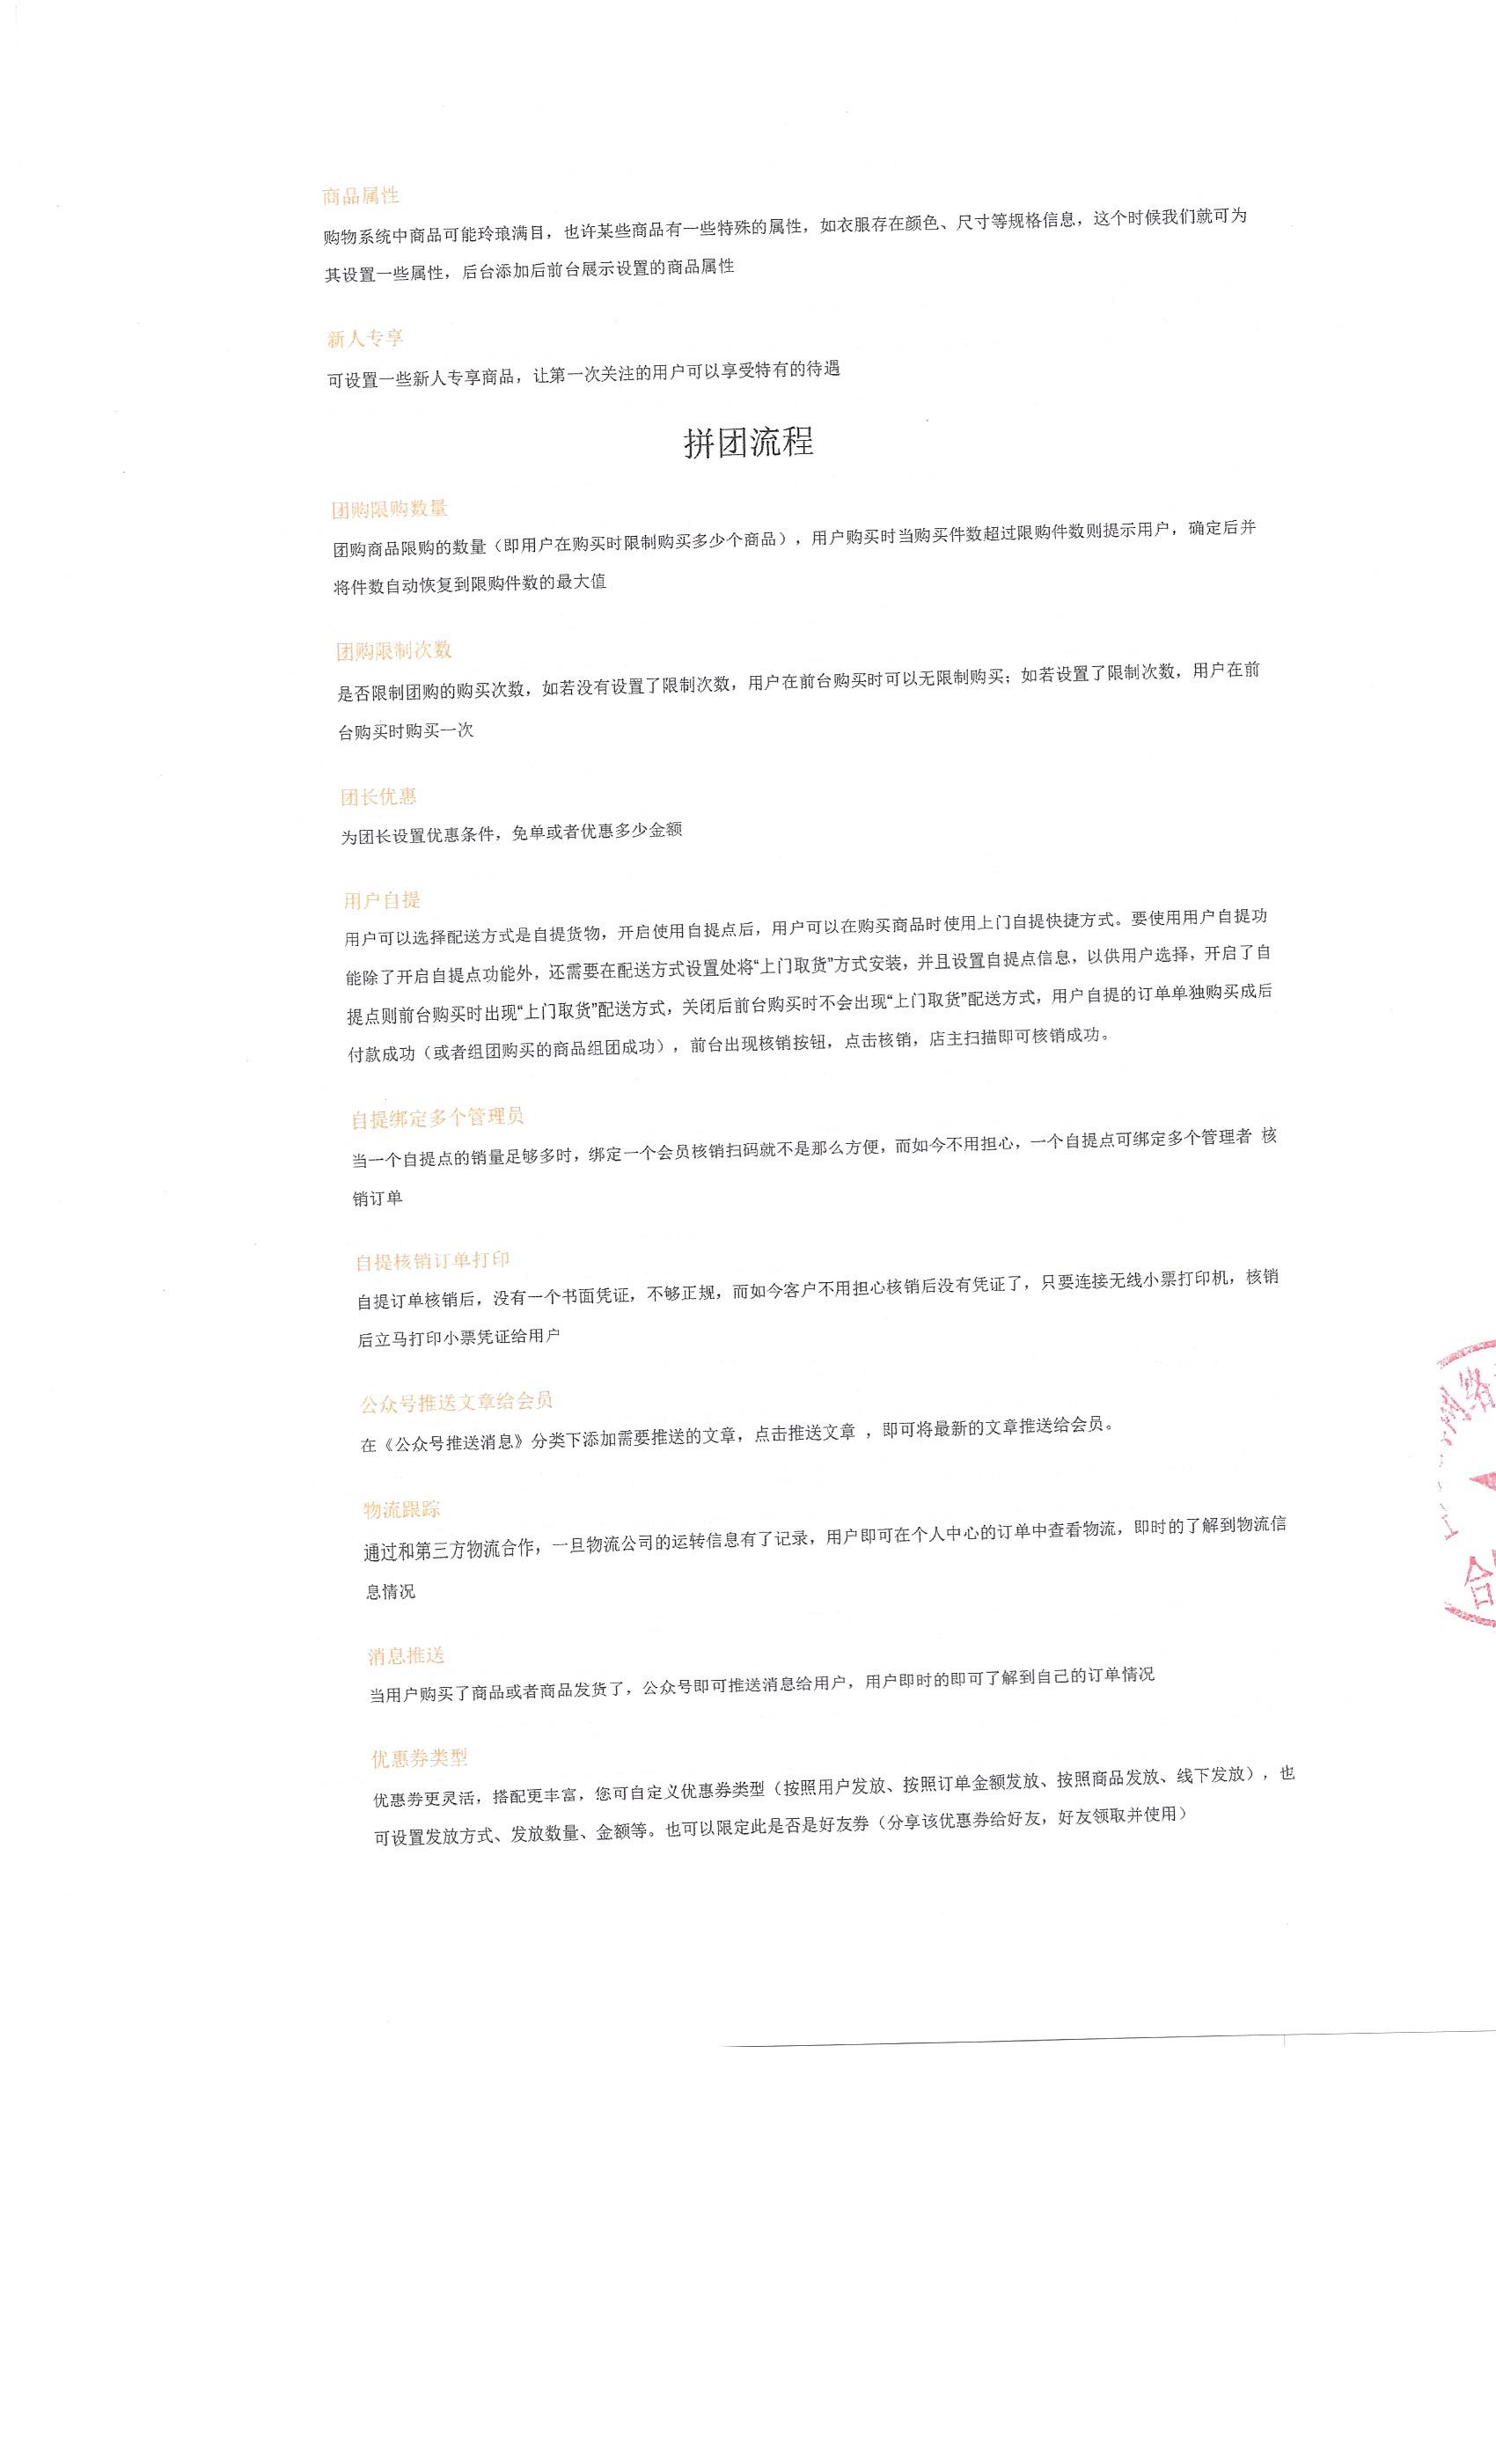 商品属性
购物系统中商品可能玲琅满目，也许某些商品有一些特殊的属性，如衣服存在颜色、尺寸等规格信息，这个时候我们就可为
其设置一些属性，后台添加后前台展示设置的商品属性
新人专享
可设置一些新人专享商品，让第一次关注的用户可以享受特有的待遇
拼团流程
团购限购数量
团购商品限购的数量（即用户在购买时限制购买多少个商品），用户购买时当购买件数超过限购件数则提示用户，确定后并
将件数自动恢复到限购件数的最大值
团购限制次数
是否限制团购的购买次数，如若没有设置了限制次数，用户在前台购买时可以无限制购买；如若设置了限制次数，用户在前
台购买时购买一次
团长优惠
为团长设置优惠条件，免单或者优惠多少金额
用户自提
用户可以选择配送方式是自提货物，开启使用自提点后，用户可以在购买商品时使用上门自提快捷方式。要使用用户自提功
能除了开启自提点功能外，还需要在配送方式设置处将“上门取货”方式安装，并且设置自提点信息，以供用户选择，开启了自
提点则前台购买时出现“上门取货”配送方式，关闭后前台购买时不会出现“上门取货”配送方式，用户自提的订单单独购买成后
付款成功（或者组团购买的商品组团成功），前台出现核销按钮，点击核销，店主扫描即可核销成功。
自提绑定多个管理员
当一个自提点的销量足够多时，绑定一个会员核销扫码就不是那么方便，而如今不用担心，一个自提点可绑定多个管理者 核
销订单
自提核销订单打印
自提订单核销后，没有一个书面凭证，不够正规，而如今客户不用担心核销后没有凭证了，只要连接无线小票打印机，核销
后立马打印小票凭证给用户
公众号推送文章给会员
在《公众号推送消息》分类下添加需要推送的文章，点击推送文章 ，即可将最新的文章推送给会员。
物流跟踪
通过和第三方物流合作，一旦物流公司的运转信息有了记录，用户即可在个人中心的订单中查看物流，即时的了解到物流信
息情况
消息推送
当用户购买了商品或者商品发货了，公众号即可推送消息给用户，用户即时的即可了解到自己的订单情况
优惠券类型
优惠券更灵活，搭配更丰富，您可自定义优惠券类型（按照用户发放、按照订单金额发放、按照商品发放、线下发放），也
可设置发放方式、发放数量、金额等。也可以限定此是否是好友券（分享该优惠券给好友，好友领取并使用）
网络
合